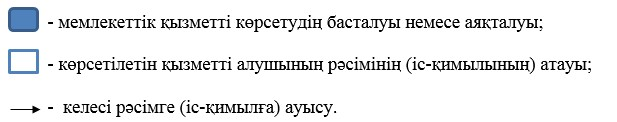 - мемлекеттік қызметті көрсетудің басталуы немесе аяқталуы;
- көрсетілетін қызметті алушының рәсімінің (іс-қимылының) атауы;
- келесі рәсімге (іс-қимылға) ауысу.